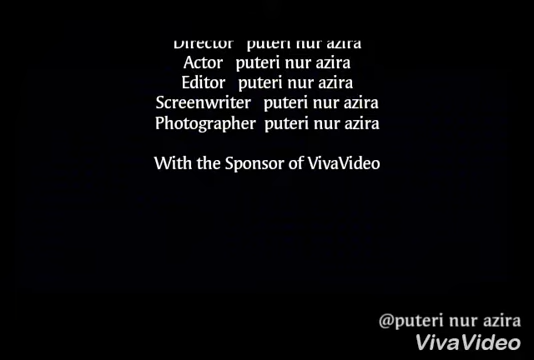 Director puteri nur azira
Actor puteri nur azira
Editor puteri nur azira
Screenwriter puteri nur azira
Photographer puteri nur azira
With the Sponsor of VivaVideo
@puteri nur azira
VivaVideo